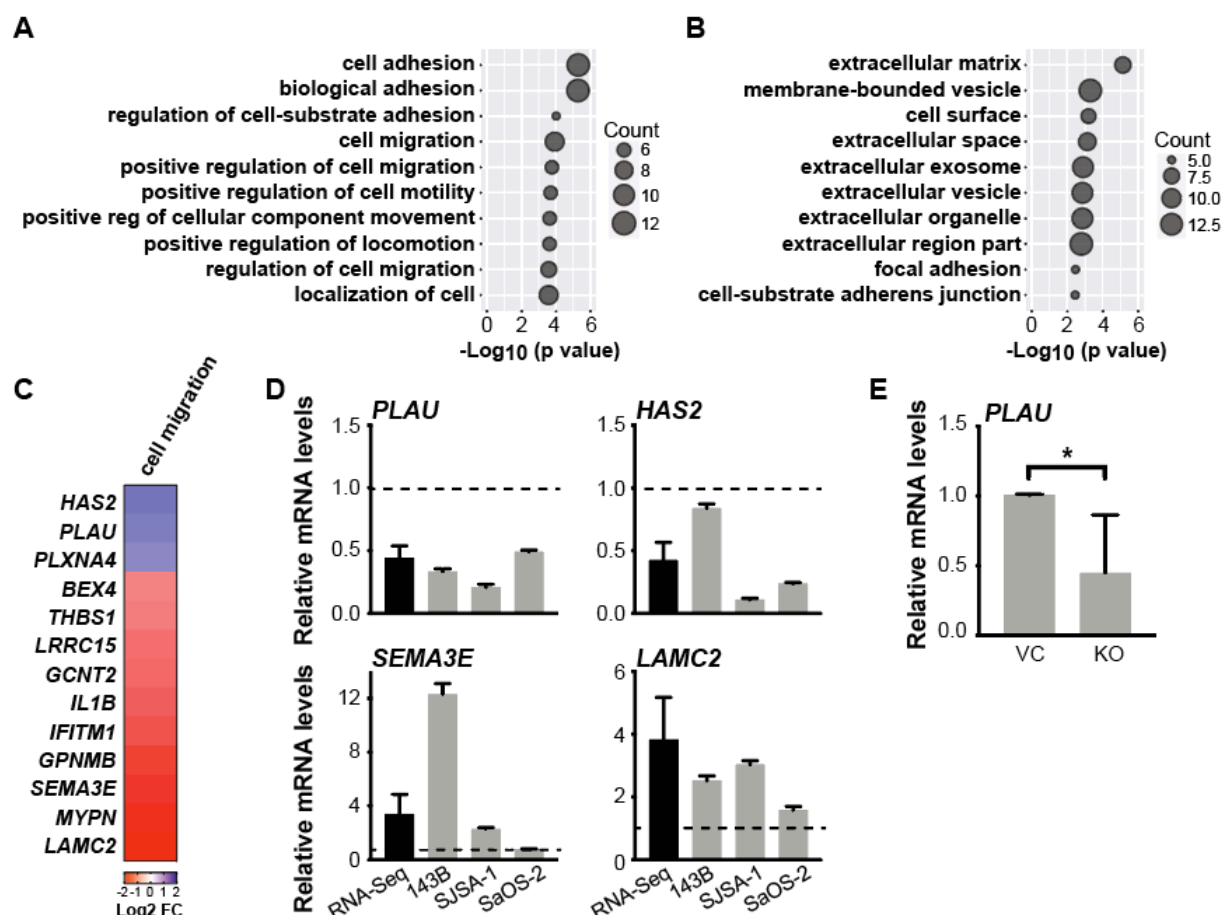 A
cell adhesion
biological adhesion
regulation of cell-substrate adhesion
cell migration
positive regulation of cell migration
positive regulation of cell motility
positive reg of cellular component movement
positive regulation of locomotion
regulation of cell migration
localization of cell
0 2 4 6
-Log10 (p value)
Count
6
8
10
12
B
extracellular matrix
membrane-bounded vesicle
cell surface
extracellular space
extracellular exosome
extracellular vesicle
extracellular organelle
extracellular region part
focal adhesion
cell-substrate adherens junction
0 2 4 6
-Log10 (p value)
Count
5.0
7.5
10.0
12.5
C
cell migration
HAS2
PLAU
PLXNA4
BEX4
THBS1
LRRC15
GCNT2
IL1B
IFITM1
GPNMB
SEMA3E
MYPN
LAMC2
-2 -1 0 1 2
Log2 FC
D
PLAU
Relative mRNA levels
1.5
1.0
0.5
0.0
HAS2
1.5
1.0
0.5
0.0
SEMA3E
Relative mRNA levels
12
8
4
0
RNA-Seq
143B
SJSA-1
SaOS-2
LAMC2
6
4
2
0
RNA-Seq
143B
SJSA-1
SaOS-2
E
PLAU
Relative mRNA levels
1.5
1.0
0.5
0.0
*
VC KO